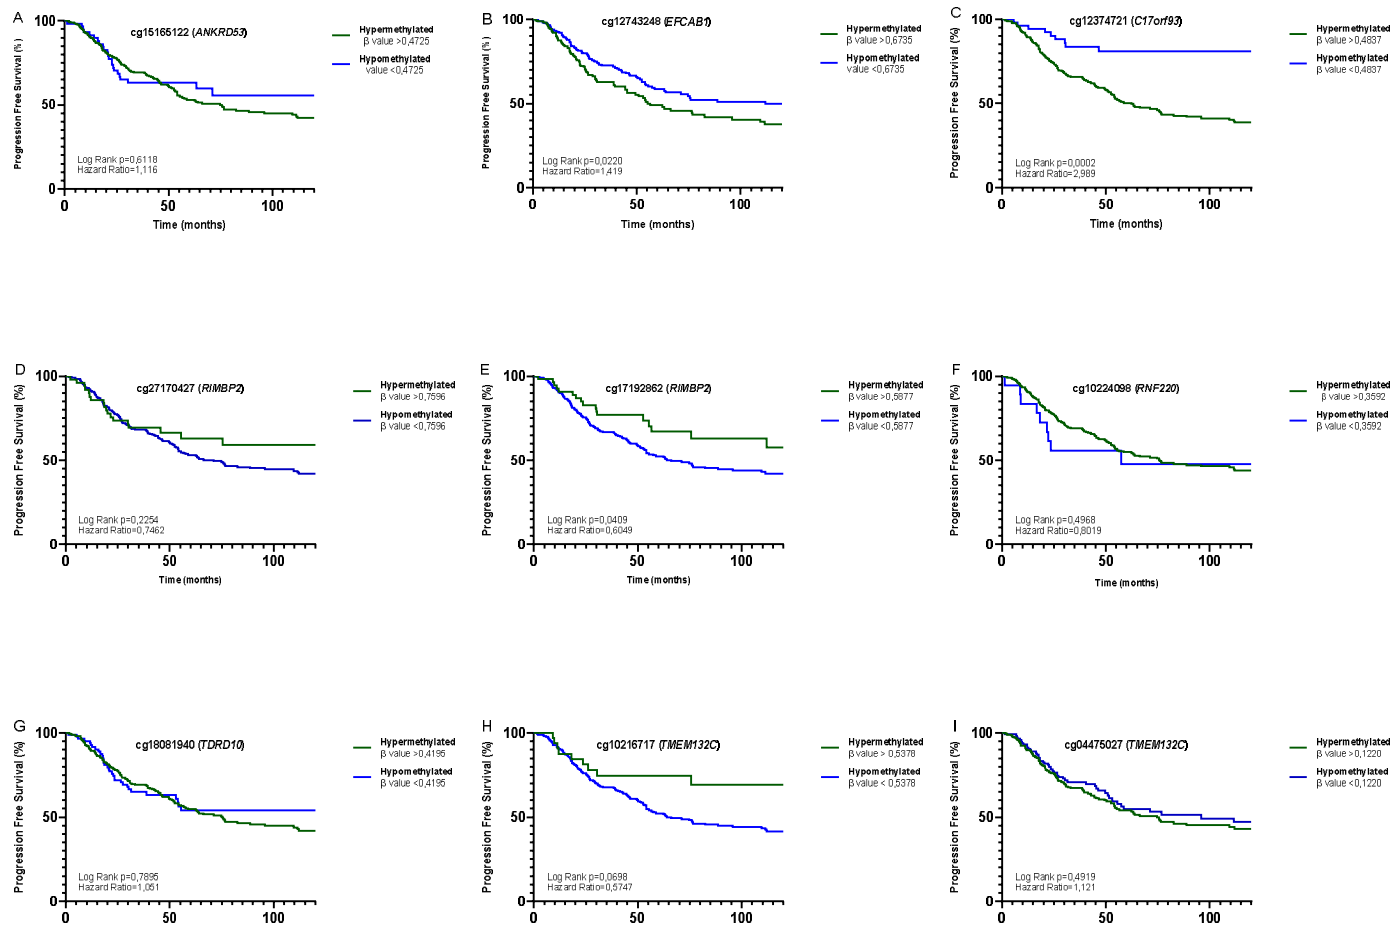 A
cg15165122 (ANKRD53)
Hypermethylated
β value >0,4725
Hypomethylated
value <0,4725
Progression Free Survival (%)
100
50
0
Log Rank p=0,6118
Hazard Ratio=1,116
0 50 100
Time (months)
B
cg12743248 (EFCAB1)
Hypermethylated
β value >0,6735
Hypomethylated
value <0,6735
Progression Free Survival (%)
100
50
0
Log Rank p=0,0220
Hazard Ratio=1,419
0 50 100
Time (months)
C
cg12374721 (C17orf93)
Hypermethylated
β value >0,4837
Hypomethylated
β value <0,4837
Progression Free Survival (%)
100
50
0
Log Rank p=0,0002
Hazard Ratio=2,989
0 50 100
Time (months)
D
cg27170427 (RIMBP2)
Hypermethylated
β value >0,7596
Hypomethylated
β value <0,7596
Progression Free Survival (%)
100
50
0
Log Rank p=0,2254
Hazard Ratio=0,7462
0 50 100
Time (months)
E
cg17192862 (RIMBP2)
Hypermethylated
β value >0,5877
Hypomethylated
β value <0,5877
Progression Free Survival (%)
100
50
0
Log Rank p=0,0409
Hazard Ratio=0,6049
0 50 100
Time (months)
F
cg10224098 (RNF220)
Hypermethylated
β value >0,3592
Hypomethylated
β value <0,3592
Progression Free Survival (%)
100
50
0
Log Rank p=0,4968
Hazard Ratio=0,8019
0 50 100
Time (months)
G
cg18081940 (TDRD10)
Hypermethylated
β value >0,4195
Hypomethylated
β value <0,4195
Progression Free Survival (%)
100
50
0
Log Rank p=0,7895
Hazard Ratio=1,051
0 50 100
H
cg10216717 (TMEM132C)
Hypermethylated
β value > 0,5378
Hypomethylated
β value < 0,5378
Progression Free Survival (%)
100
50
0
Log Rank p=0,0698
Hazard Ratio=0,5747
0 50 100
I
cg04475027 (TMEM132C)
Hypermethylated
β value >0,1220
Hypomethylated
β value <0,1220
Progression Free Survival (%)
100
50
0
Log Rank p=0,4919
Hazard Ratio=1,121
0 50 100